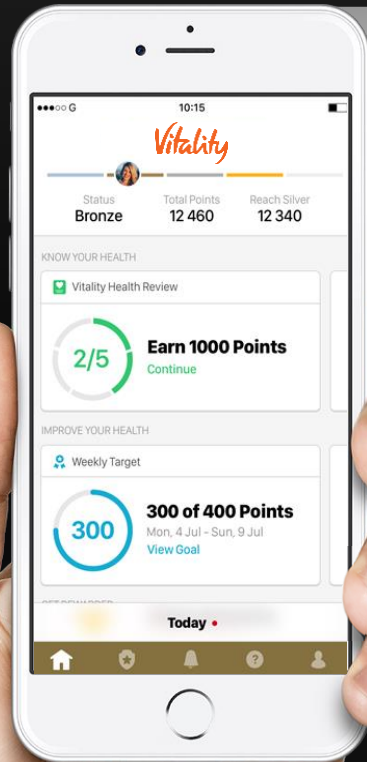 G 10:15
Vitality
Status Total Points Reach Silver
Bronze 12 460 12 340
KNOW YOUR HEALTH
Vitality Health Review
2/5
Earn 1000 Points
Continue
IMPROVE YOUR HEALTH
Weekly Target
300
300 of 400 Points
Mon, 4 Jul - Sun, 9 Jul
View Goal
Today
?